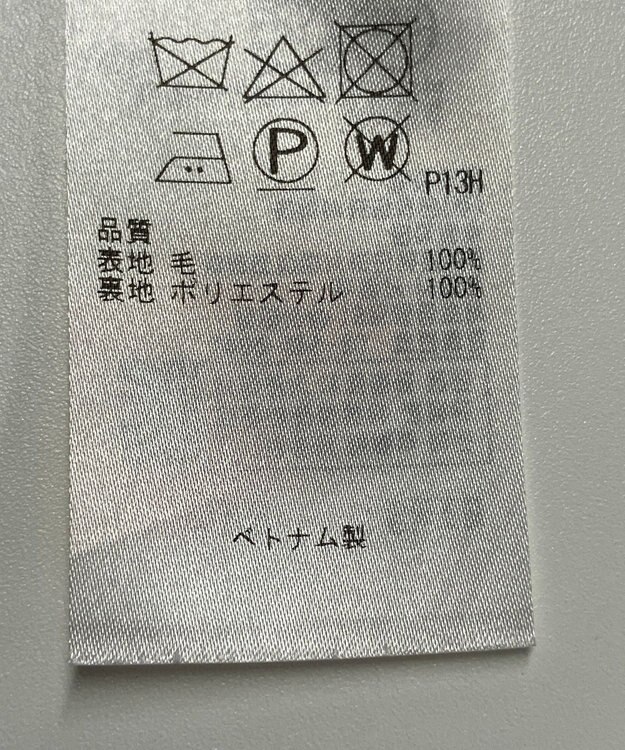 P W P13H
品質
表地 毛 100%
裏地 ポリエステル 100%
ベトナム製